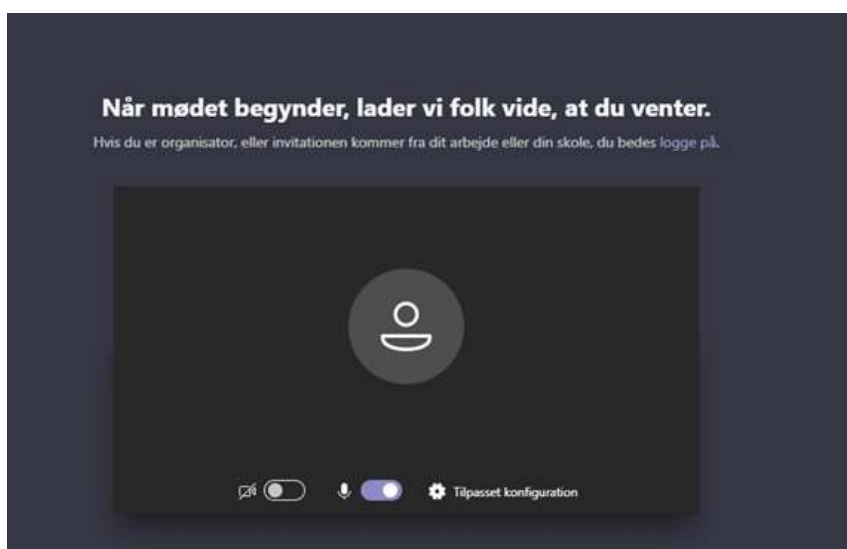 Når mødet begynder, lader vi folk vide, at du venter.
Hvis du er organisator, eller invitationen kommer fra dit arbejde eller din skole, du bedes logge på.
Tilpasset konfiguration